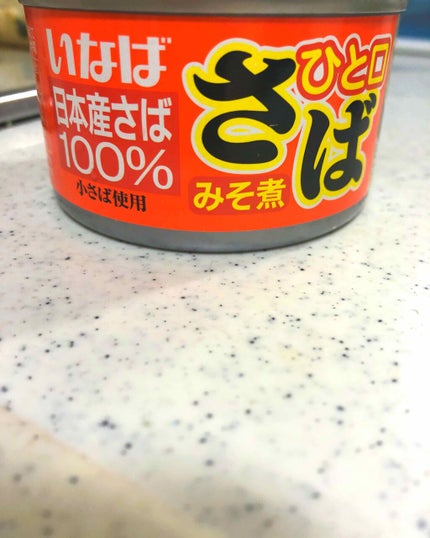 いなば
日本産さば
100%
小さば使用
ひと口
さば
みそ煮